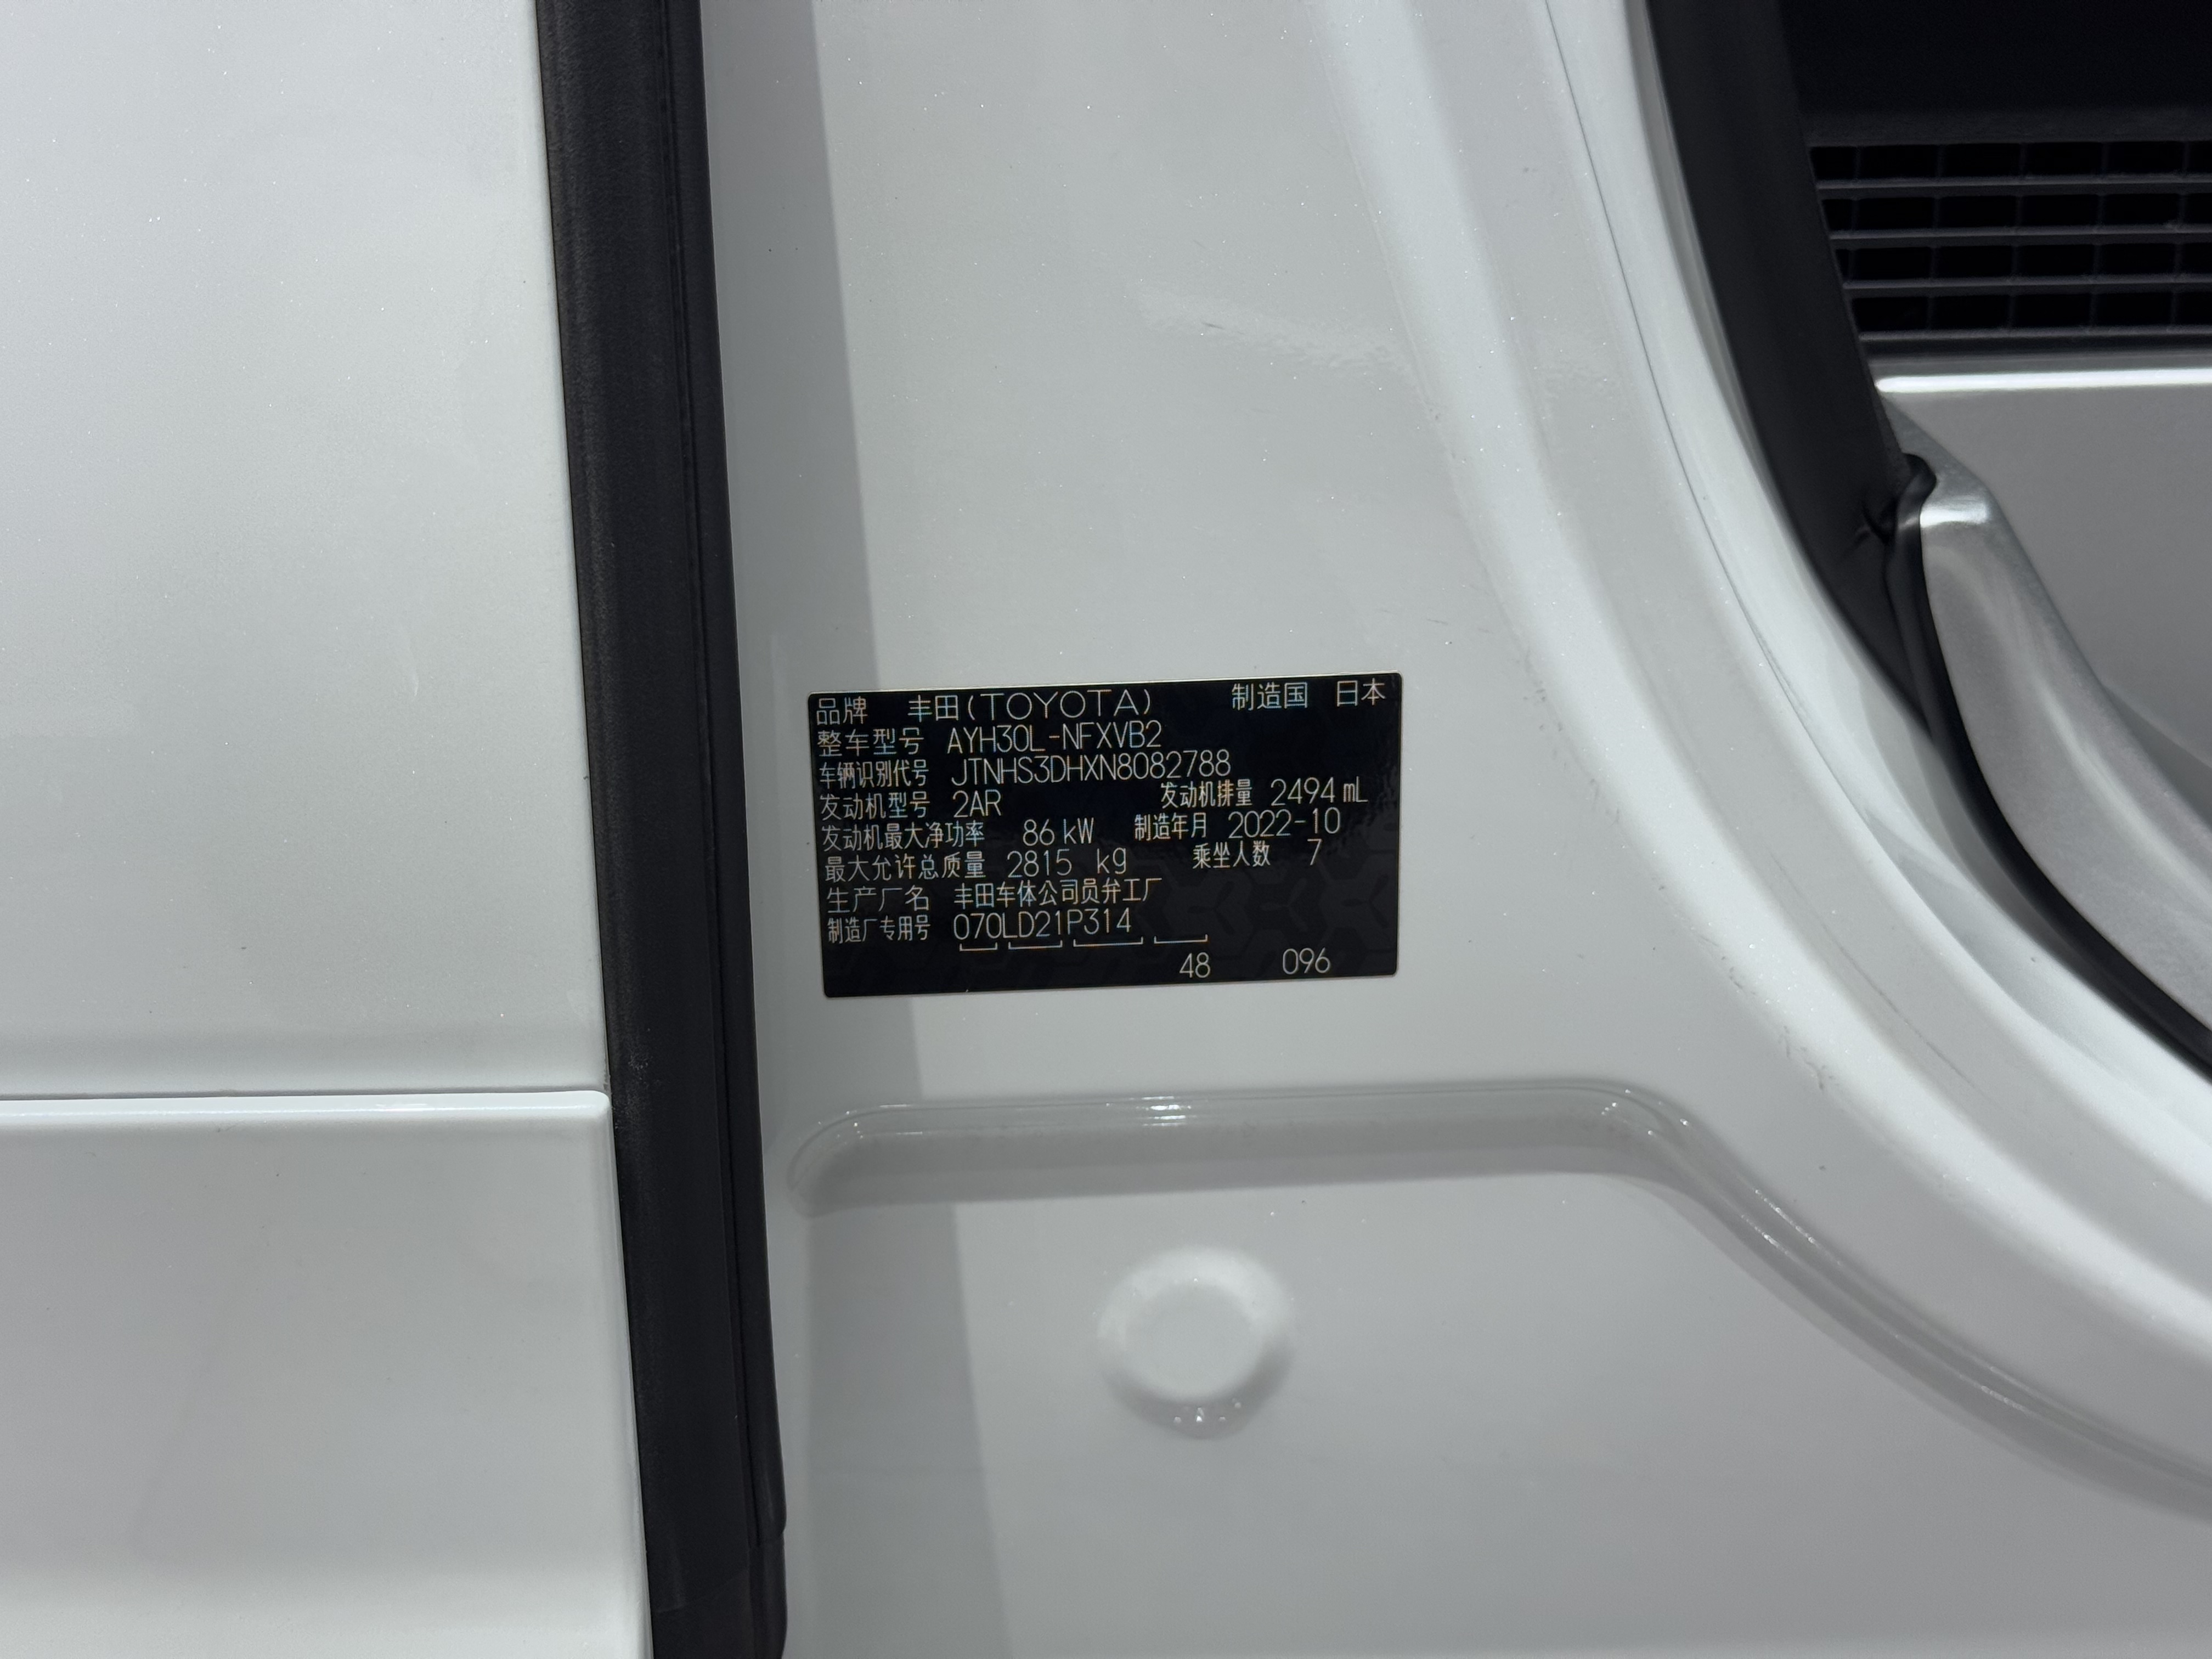 品牌 丰田(TOYOTA) 制造国 日本
整车型号 AYH30L-NFXVB2
车辆识别代号 JTNHS3DHXN8082788
发动机型号 2AR 发动机排量 2494 mL
发动机最大净功率 86 kW 制造年月 2022-10
最大允许总质量 2815 kg 乘坐人数 7
生产厂名 丰田车体公司员弁工厂
制造厂专用号 070LD21P314
48 096